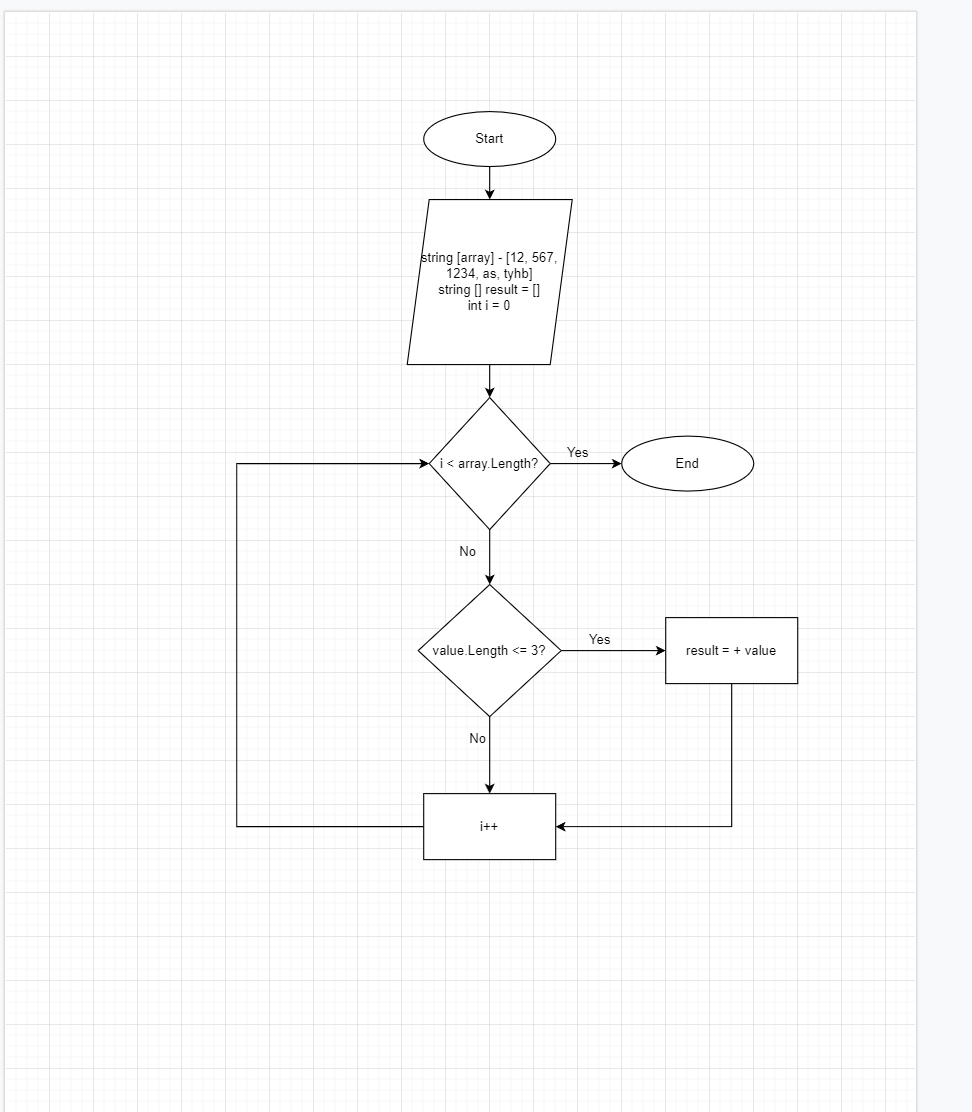 Start
string [array] - [12, 567,
1234, as, tyhb]
string [] result = []
int i = 0
i < array.Length?
Yes
End
No
value.Length <= 3?
Yes
result = + value
No
i++